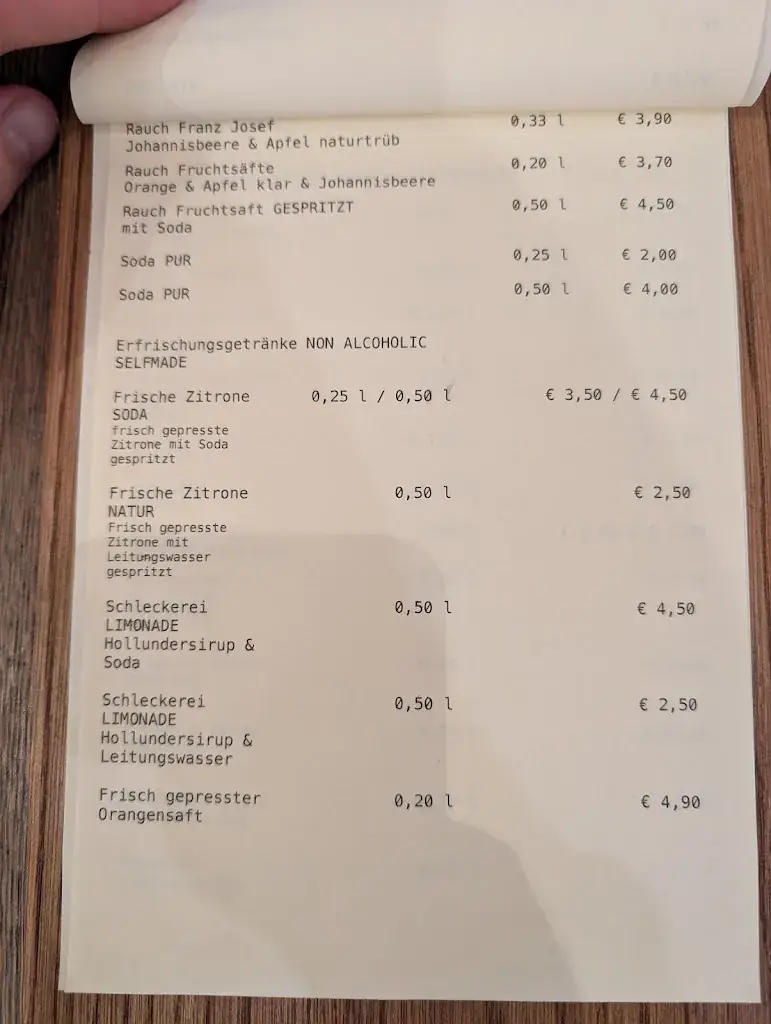 Rauch Franz Josef 0,33 l € 3,90
Johannisbeere & Apfel naturtrüb
Rauch Fruchtsäfte 0,20 l € 3,70
Orange & Apfel klar & Johannisbeere
Rauch Fruchtsaft GESPRITZT 0,50 l € 4,50
mit Soda
Soda PUR 0,25 l € 2,00
Soda PUR 0,50 l € 4,00
Erfrischungsgetränke NON ALCOHOLIC
SELFMADE
Frische Zitrone 0,25 l / 0,50 l € 3,50 / € 4,50
SODA
frisch gepresste
Zitrone mit Soda
gespritzt
Frische Zitrone 0,50 l € 2,50
NATUR
Frisch gepresste
Zitrone mit
Leitungswasser
gespritzt
Schleckerei 0,50 l € 4,50
LIMONADE
Hollundersirup &
Soda
Schleckerei 0,50 l € 2,50
LIMONADE
Hollundersirup &
Leitungswasser
Frisch gepresster 0,20 l € 4,90
Orangensaft